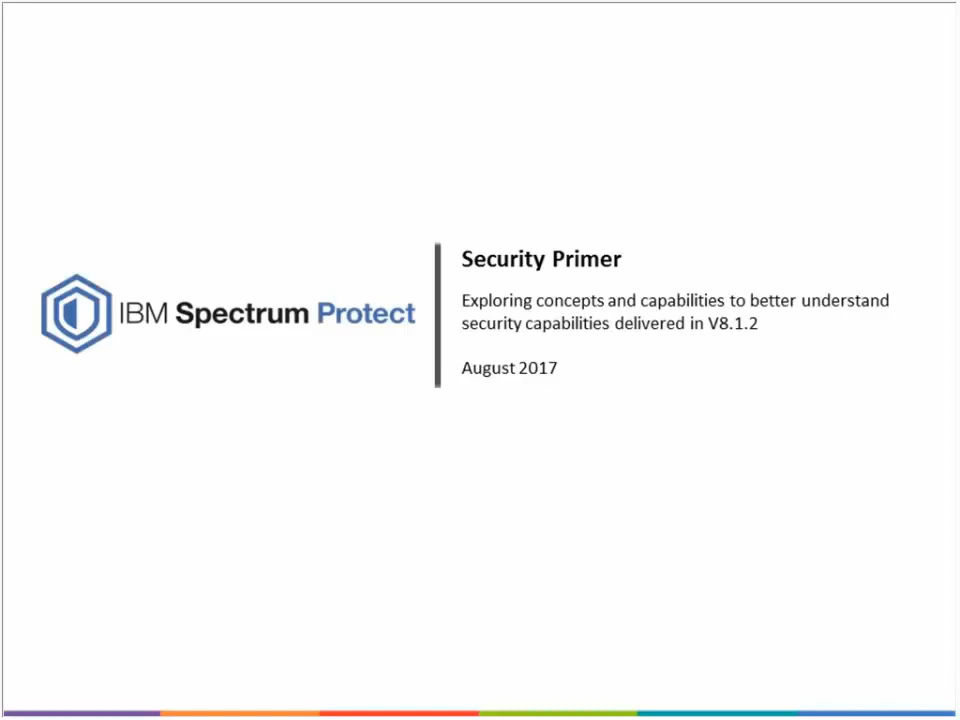 IBM Spectrum Protect
Security Primer
Exploring concepts and capabilities to better understand
security capabilities delivered in V8.1.2
August 2017